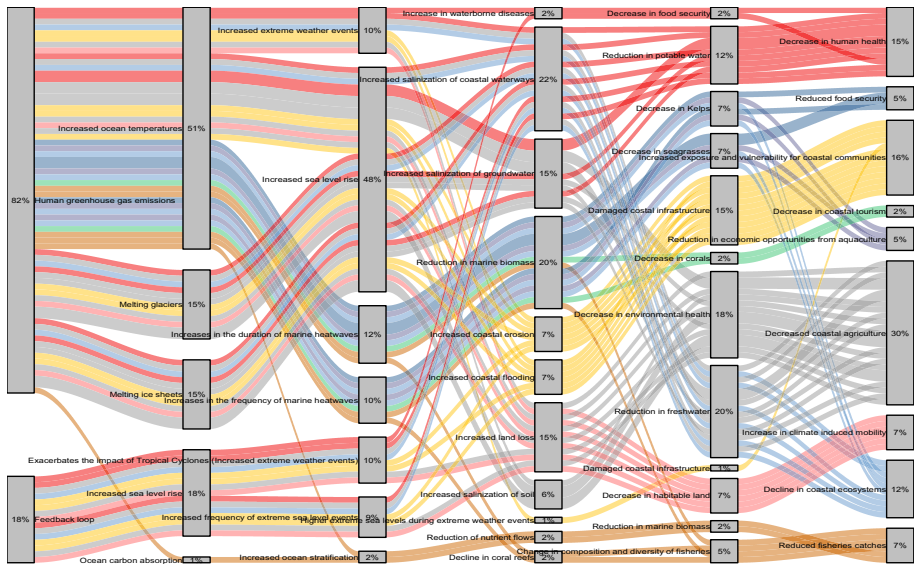 82%
Human greenhouse gas emissions
18%
Feedback loop
Increased ocean temperatures
51%
Melting glaciers
15%
Melting ice sheets
15%
Increased sea level rise
18%
Ocean carbon absorption
1%
Increased extreme weather events
10%
Increased sea level rise
48%
Increases in the duration of marine heatwaves
12%
Increases in the frequency of marine heatwaves
10%
Exacerbates the impact of Tropical Cyclones (Increased extreme weather events)
10%
Increased frequency of extreme sea level events
9%
Increased ocean stratification
2%
Increase in waterborne diseases
2%
Increased salinization of coastal waterways
22%
Increased salinization of groundwater
15%
Reduction in marine biomass
20%
Increased coastal erosion
7%
Increased coastal flooding
7%
Increased land loss
15%
Increased salinization of soil
6%
Higher extreme sea levels during extreme weather events
1%
Reduction of nutrient flows
2%
Decline in coral reefs
2%
Decrease in food security
2%
Reduction in potable water
12%
Decrease in Kelps
7%
Decrease in seagrasses
7%
Damaged costal infrastructure
15%
Decrease in corals
2%
Decrease in environmental health
18%
Reduction in freshwater
20%
Damaged coastal infrastructure
1%
Decrease in habitable land
7%
Reduction in marine biomass
2%
Change in composition and diversity of fisheries
5%
Decrease in human health
15%
Reduced food security
5%
Increased exposure and vulnerability for coastal communities
16%
Decrease in coastal tourism
2%
Reduction in economic opportunities from aquaculture
5%
Decreased coastal agriculture
30%
Increase in climate induced mobility
7%
Decline in coastal ecosystems
12%
Reduced fisheries catches
7%